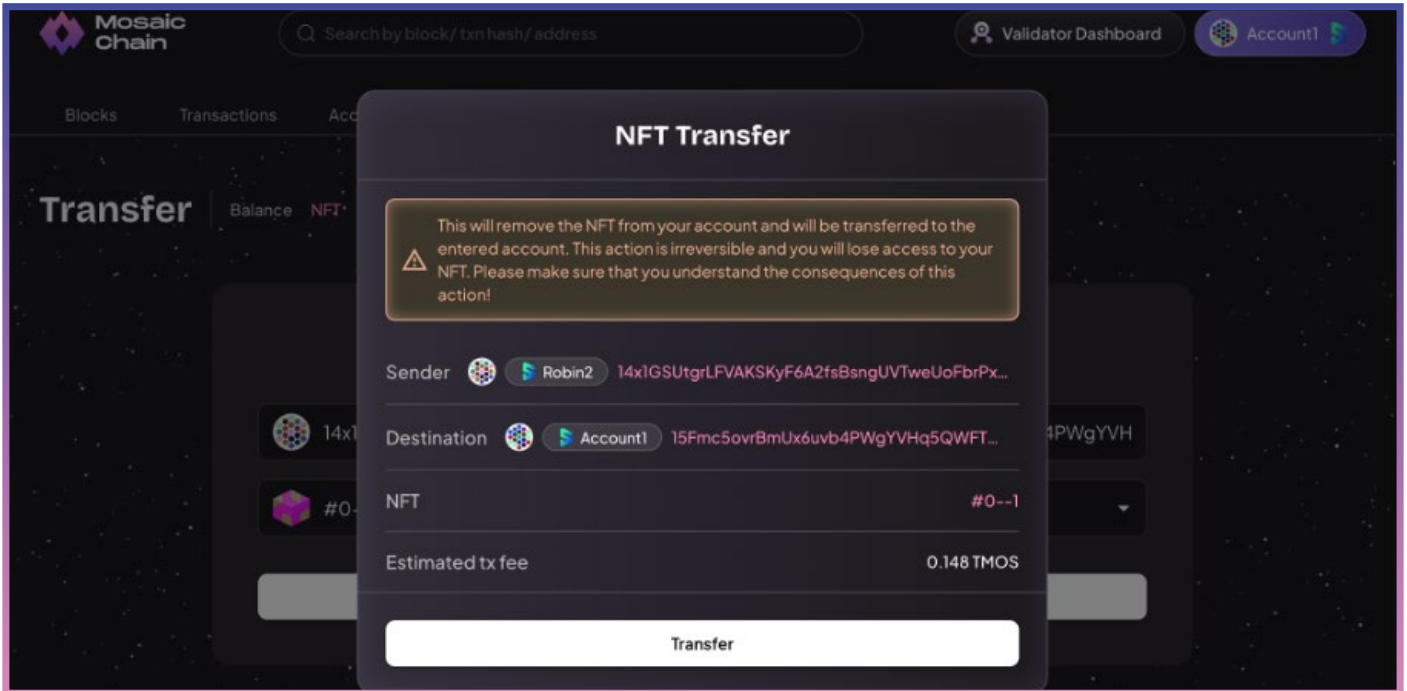 Mosaic
Chain
Search by block/ txn hash/ address
Validator Dashboard
Account1
Blocks
Transactions
Acc
NFT Transfer
Transfer
Balance
NFT
This will remove the NFT from your account and will be transferred to the
entered account. This action is irreversible and you will lose access to your
NFT. Please make sure that you understand the consequences of this
action!
Sender
Robin2
14x1GSUtgrLFVAKSKyF6A2fsBsngUVTweUoFbrPx...
14x1
Destination
Account1
15Fmc5ovrBmUx6uvb4PWgYVHq5QWFT...
4PWgYVH
NFT
#0--1
#0-
Estimated tx fee
0.148 TMOS
Transfer